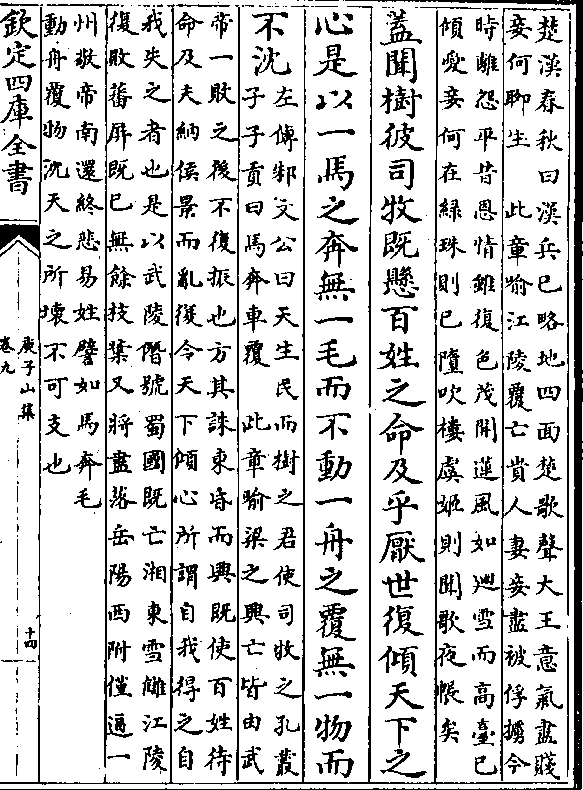 楚漢春秋曰漢兵已略地四面楚歌聲大王意氣盡賤
妾何聊生　此章喻江陵覆亡貴人妻妾盡被俘擄今
時離怨平昔恩情雖復色茂開蓮風如𢌞雪而高臺已
傾愛妾何在綠珠則已墮吹樓虞姬則聞歌夜帳矣
蓋聞樹彼司牧既懸百姓之命及乎厭世復傾天下之
心是以一馬之奔無一毛而不動一舟之覆無一物而
不沈
左傳邾文公曰天生民而樹之君使司牧之孔叢
子子貢曰馬奔車覆　此章喻梁之興亡皆由武
帝一敗之後不復振也方其誅東昏而興既使百姓待
命及夫納侯景而亂復令天下傾心所謂自我得之自
我失之者也是以武陵僭號蜀國既亡湘東雪讎江陵
復敗蕃屏既已無餘枝葉又將盡落岳陽西附僅逼一
州敬帝南還終悲易姓譬如馬奔毛
動舟覆物沈天之所壞不可支也
欽定四庫全書
庾子山集
卷九
十四